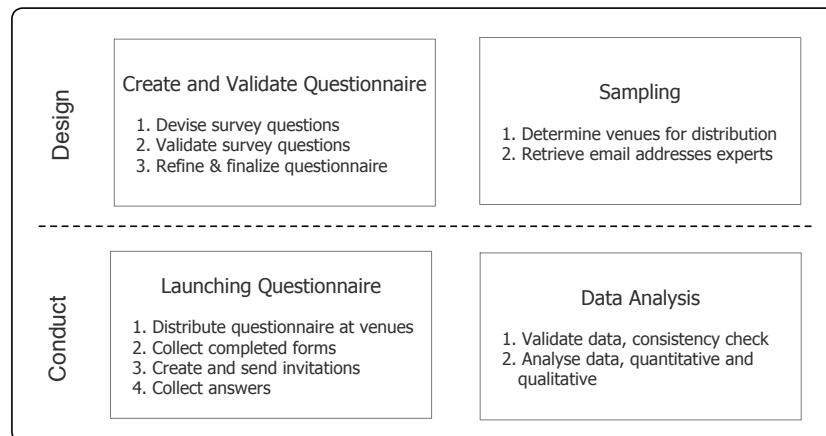 Design
Create and Validate Questionnaire
1. Devise survey questions
2. Validate survey questions
3. Refine & finalize questionnaire
Sampling
1. Determine venues for distribution
2. Retrieve email addresses experts
Conduct
Launching Questionnaire
1. Distribute questionnaire at venues
2. Collect completed forms
3. Create and send invitations
4. Collect answers
Data Analysis
1. Validate data, consistency check
2. Analyse data, quantitative and
qualitative